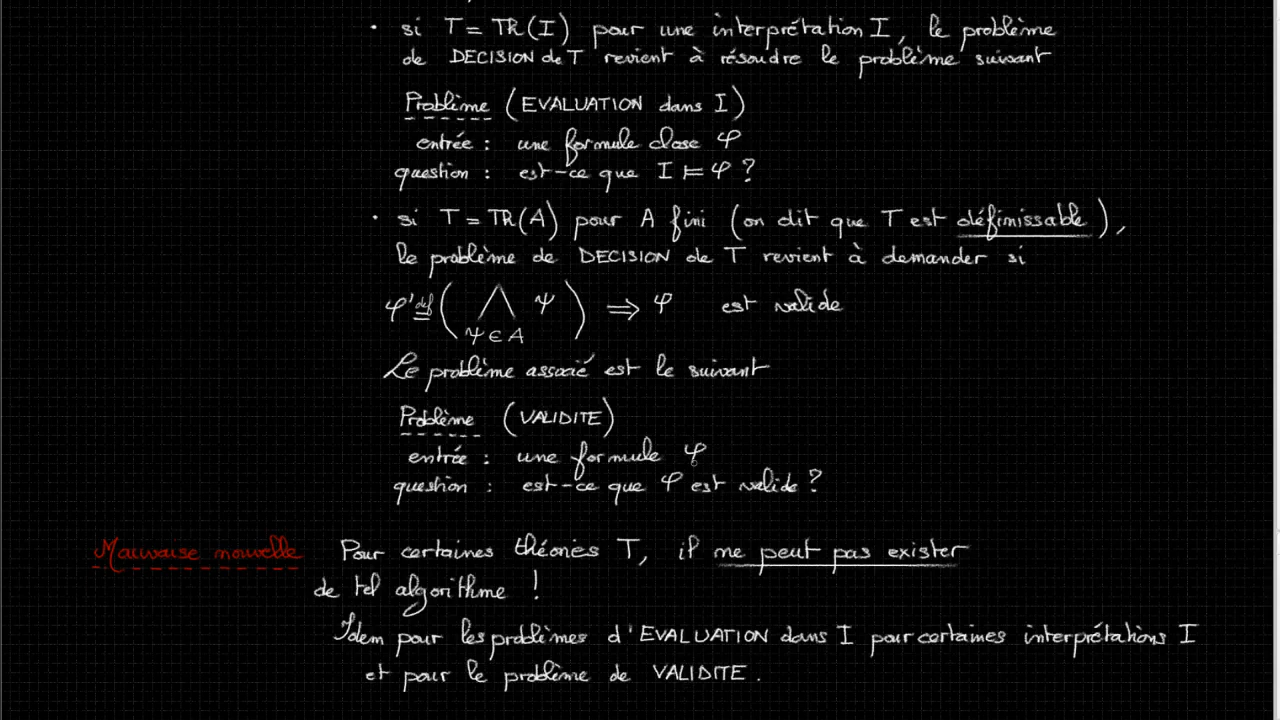 • si T = Th(I) pour une interprétation I, le problème
de DECISION de T revient à résoudre le problème suivant
Problème (EVALUATION dans I)
entrée : une formule close φ
question : est-ce que I ⊨ φ ?
• si T = Th(A) pour A fini (on dit que T est définissable),
le problème de DECISION de T revient à demander si
φ' def= ( ⋀ ψ ) ⟹ φ est valide
ψ ∈ A
Le problème associé est le suivant
Problème (VALIDITE)
entrée : une formule φ
question : est-ce que φ est valide ?
Mauvaise nouvelle Pour certaines théories T, il ne peut pas exister
de tel algorithme !
Idem pour les problèmes d'EVALUATION dans I pour certaines interprétations I
et pour le problème de VALIDITE.